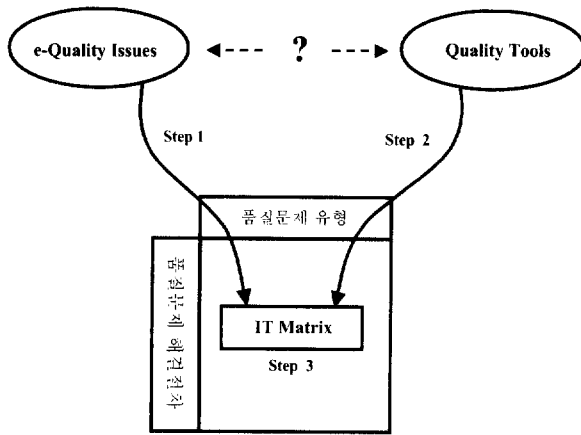 e-Quality Issues
?
Quality Tools
Step 1
Step 2
품질문제 유형
품질문제 해결절차
IT Matrix
Step 3